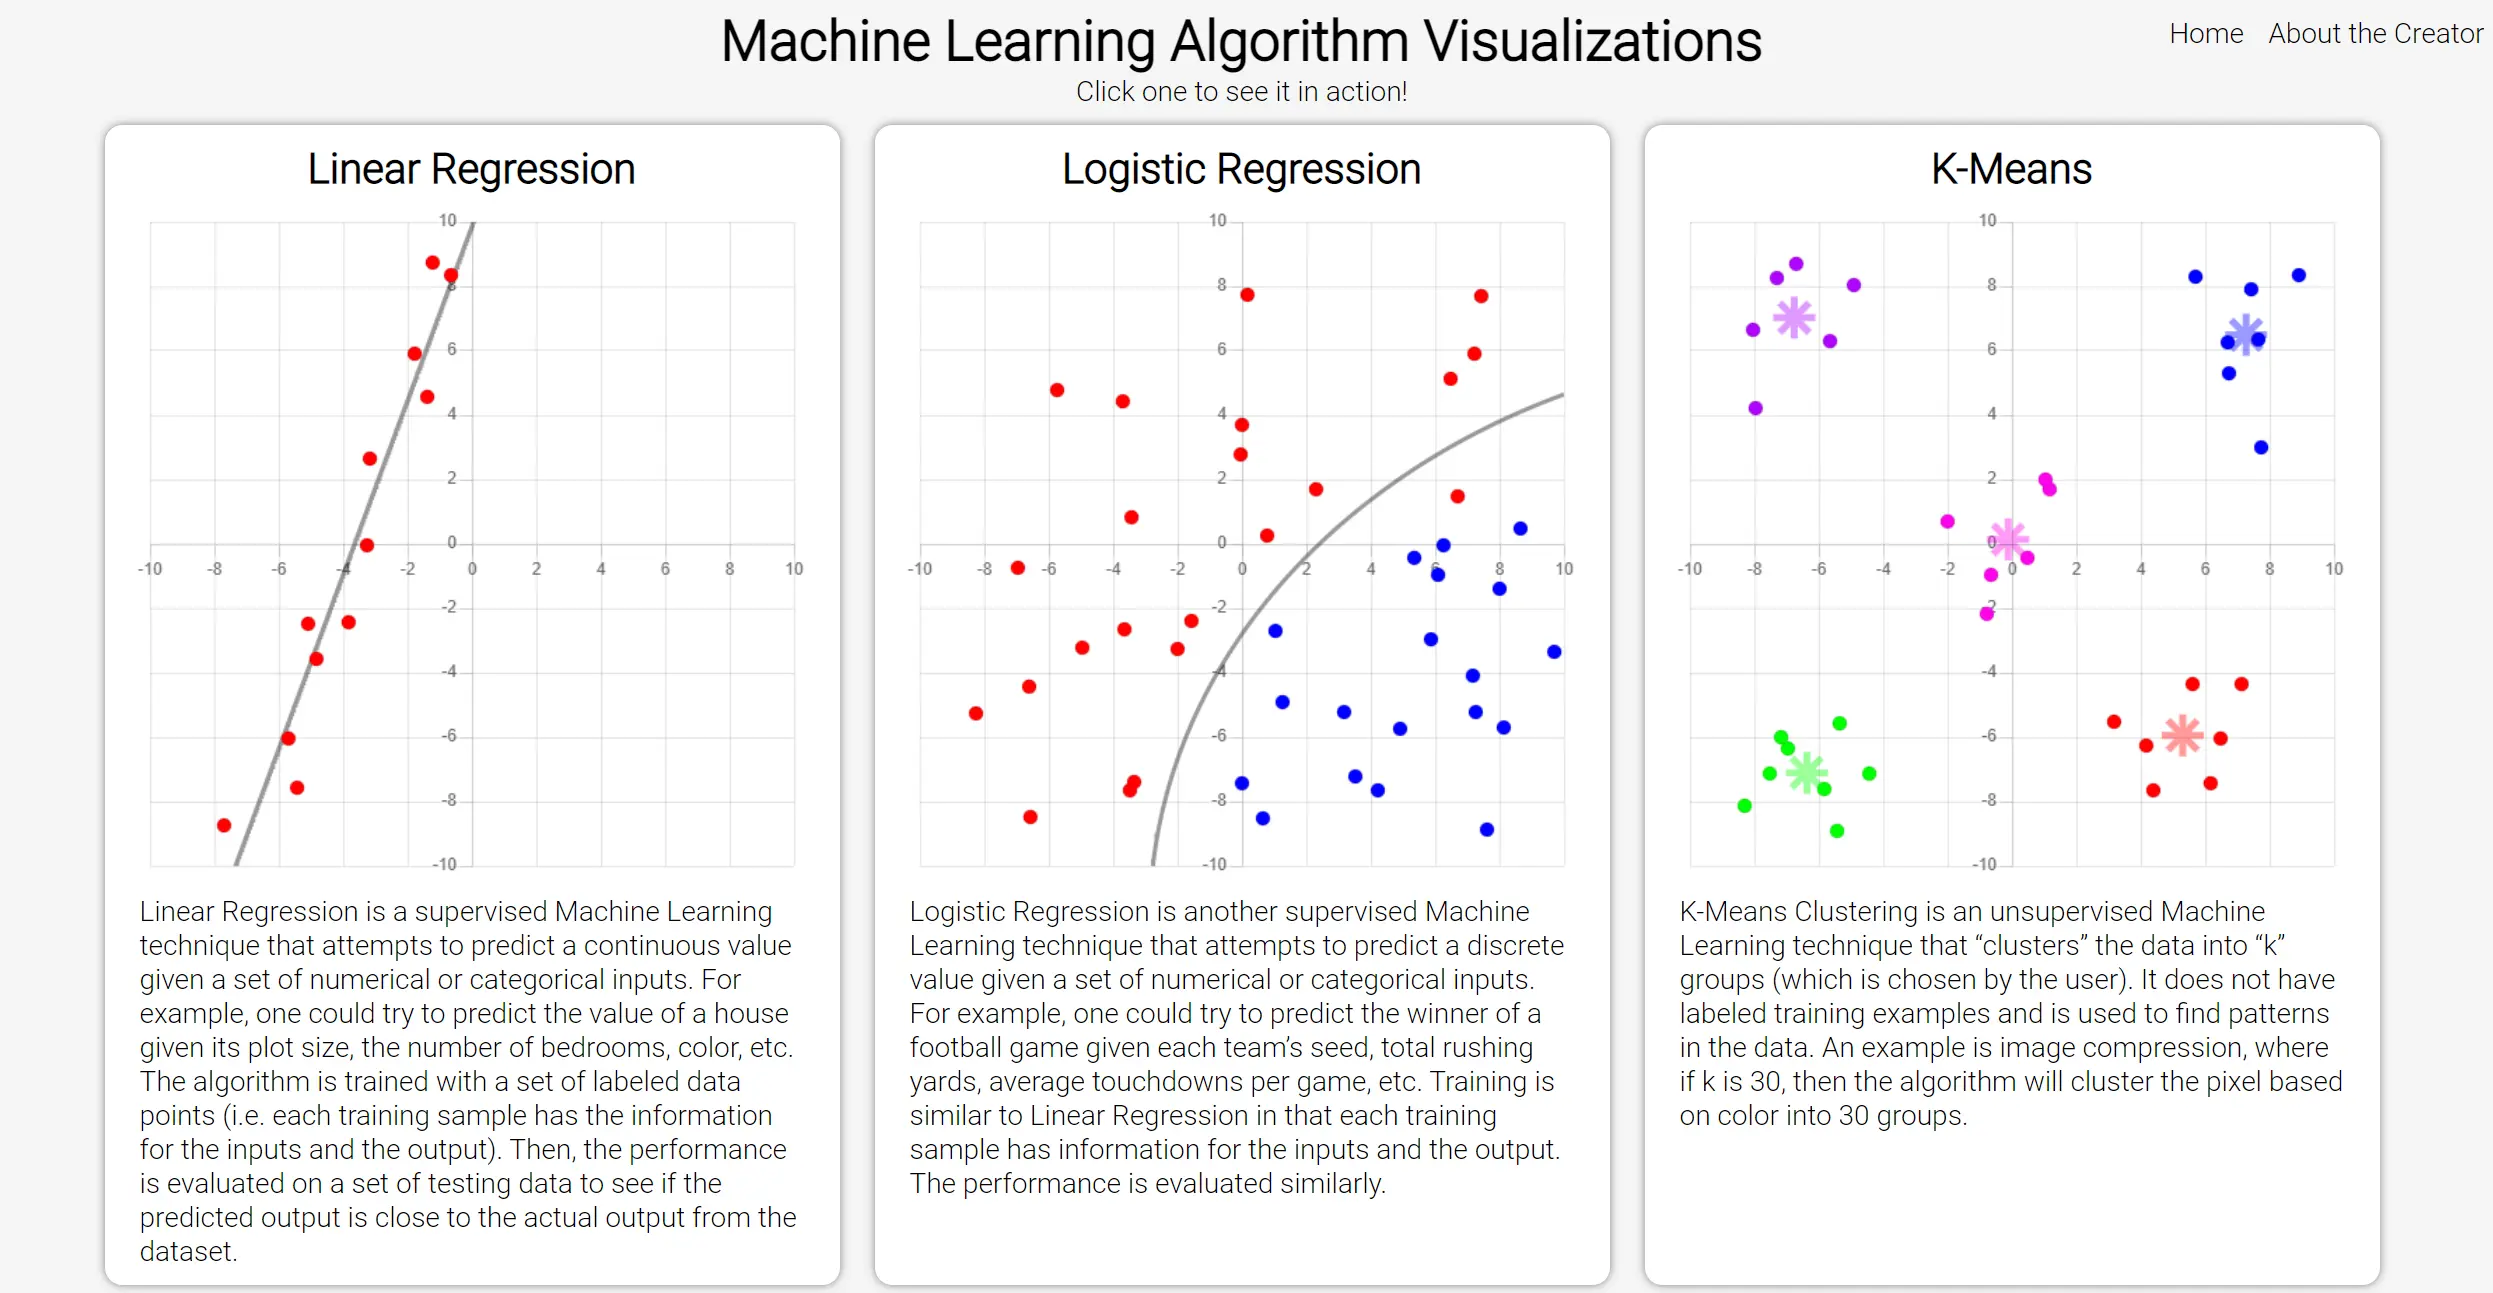 Machine Learning Algorithm Visualizations
Home About the Creator
Click one to see it in action!
Linear Regression
10
8
6
4
2
0
-10 -8 -6 -4 -2 0 2 4 6 8 10
-2
-4
-6
-8
-10
Linear Regression is a supervised Machine Learning
technique that attempts to predict a continuous value
given a set of numerical or categorical inputs. For
example, one could try to predict the value of a house
given its plot size, the number of bedrooms, color, etc.
The algorithm is trained with a set of labeled data
points (i.e. each training sample has the information
for the inputs and the output). Then, the performance
is evaluated on a set of testing data to see if the
predicted output is close to the actual output from the
dataset.
Logistic Regression
10
8
6
4
2
0
-10 -8 -6 -4 -2 0 2 4 6 8 10
-2
-4
-6
-8
-10
Logistic Regression is another supervised Machine
Learning technique that attempts to predict a discrete
value given a set of numerical or categorical inputs.
For example, one could try to predict the winner of a
football game given each team’s seed, total rushing
yards, average touchdowns per game, etc. Training is
similar to Linear Regression in that each training
sample has information for the inputs and the output.
The performance is evaluated similarly.
K-Means
10
8
6
4
2
0
-10 -8 -6 -4 -2 0 2 4 6 8 10
-2
-4
-6
-8
-10
K-Means Clustering is an unsupervised Machine
Learning technique that “clusters” the data into “k”
groups (which is chosen by the user). It does not have
labeled training examples and is used to find patterns
in the data. An example is image compression, where
if k is 30, then the algorithm will cluster the pixel based
on color into 30 groups.